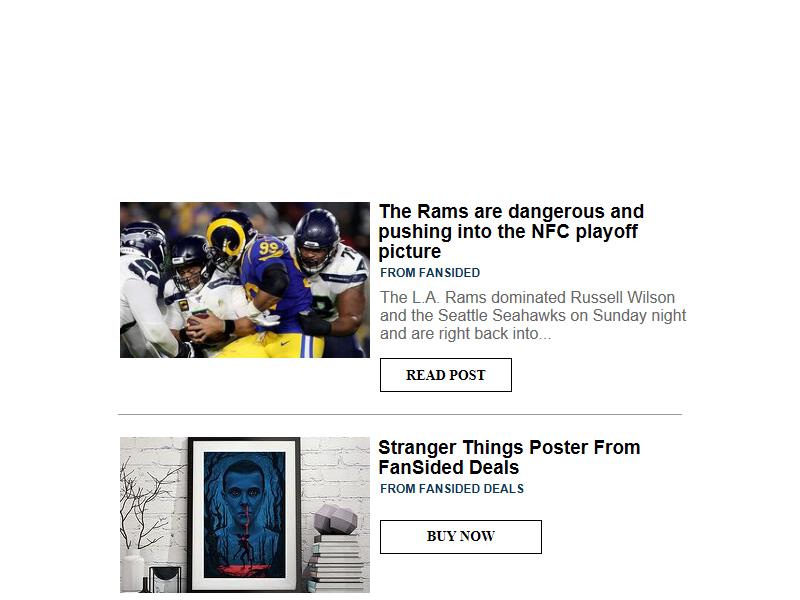 The Rams are dangerous and
pushing into the NFC playoff
picture
FROM FANSIDED
The L.A. Rams dominated Russell Wilson
and the Seattle Seahawks on Sunday night
and are right back into...
READ POST
99
Stranger Things Poster From
FanSided Deals
FROM FANSIDED DEALS
BUY NOW